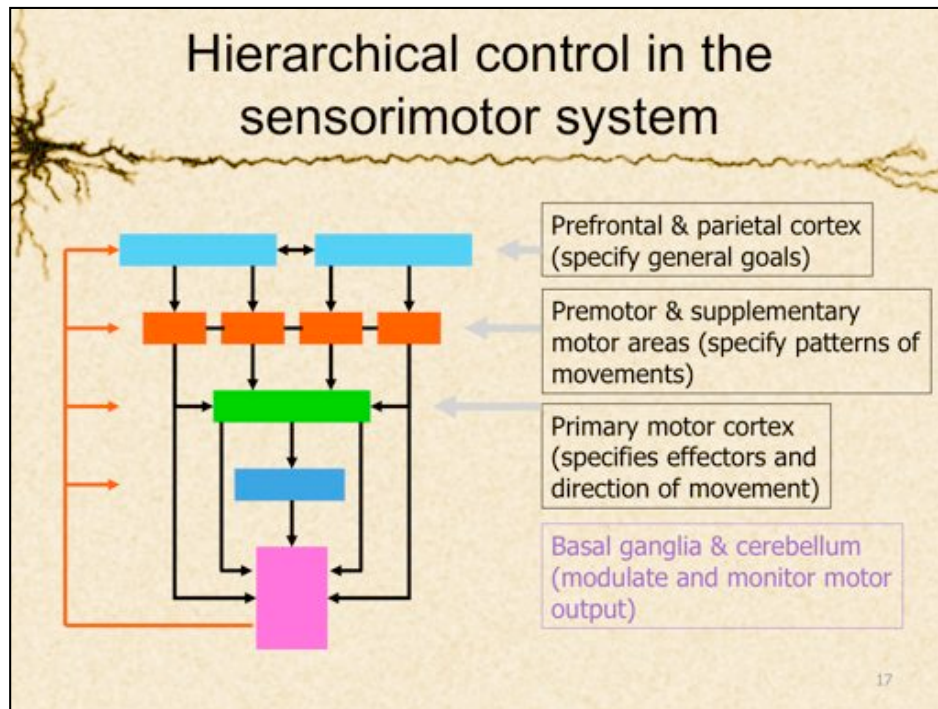 Hierarchical control in the
sensorimotor system
Prefrontal & parietal cortex
(specify general goals)
Premotor & supplementary
motor areas (specify patterns of
movements)
Primary motor cortex
(specifies effectors and
direction of movement)
Basal ganglia & cerebellum
(modulate and monitor motor
output)
17